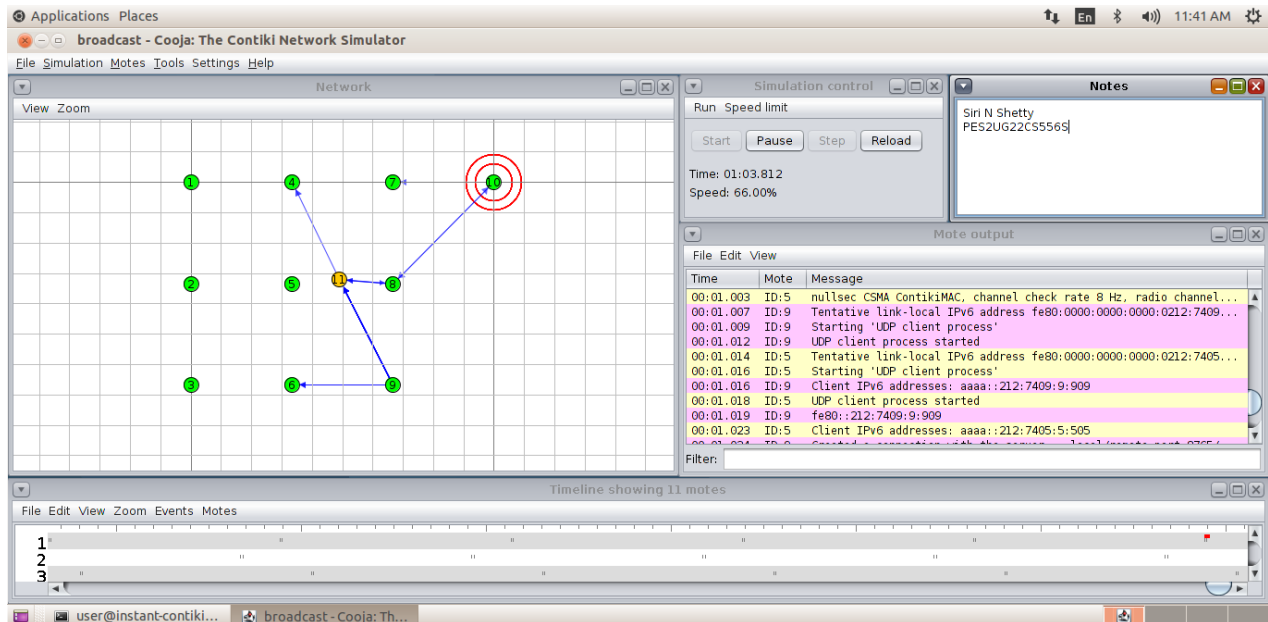 Applications Places
En 11:41 AM
broadcast - Cooja: The Contiki Network Simulator
File Simulation Motes Tools Settings Help
Network
View Zoom
1 4 7 10
11
2 5 8
3 6 9
Simulation control
Run Speed limit
Start Pause Step Reload
Time: 01:03.812
Speed: 66.00%
Notes
Siri N Shetty
PES2UG22CS556S
Mote output
File Edit View
Time Mote Message
00:01.003 ID:5 nullsec CSMA ContikiMAC, channel check rate 8 Hz, radio channel...
00:01.007 ID:9 Tentative link-local IPv6 address fe80:0000:0000:0000:0212:7409...
00:01.009 ID:9 Starting 'UDP client process'
00:01.012 ID:9 UDP client process started
00:01.014 ID:5 Tentative link-local IPv6 address fe80:0000:0000:0000:0212:7405...
00:01.016 ID:5 Starting 'UDP client process'
00:01.016 ID:9 Client IPv6 addresses: aaaa::212:7409:9:909
00:01.018 ID:5 UDP client process started
00:01.019 ID:9 fe80::212:7409:9:909
00:01.023 ID:5 Client IPv6 addresses: aaaa::212:7405:5:505
Filter:
Timeline showing 11 motes
File Edit View Zoom Events Motes
1
2
3
user@instant-contiki... broadcast - Cooja: Th...